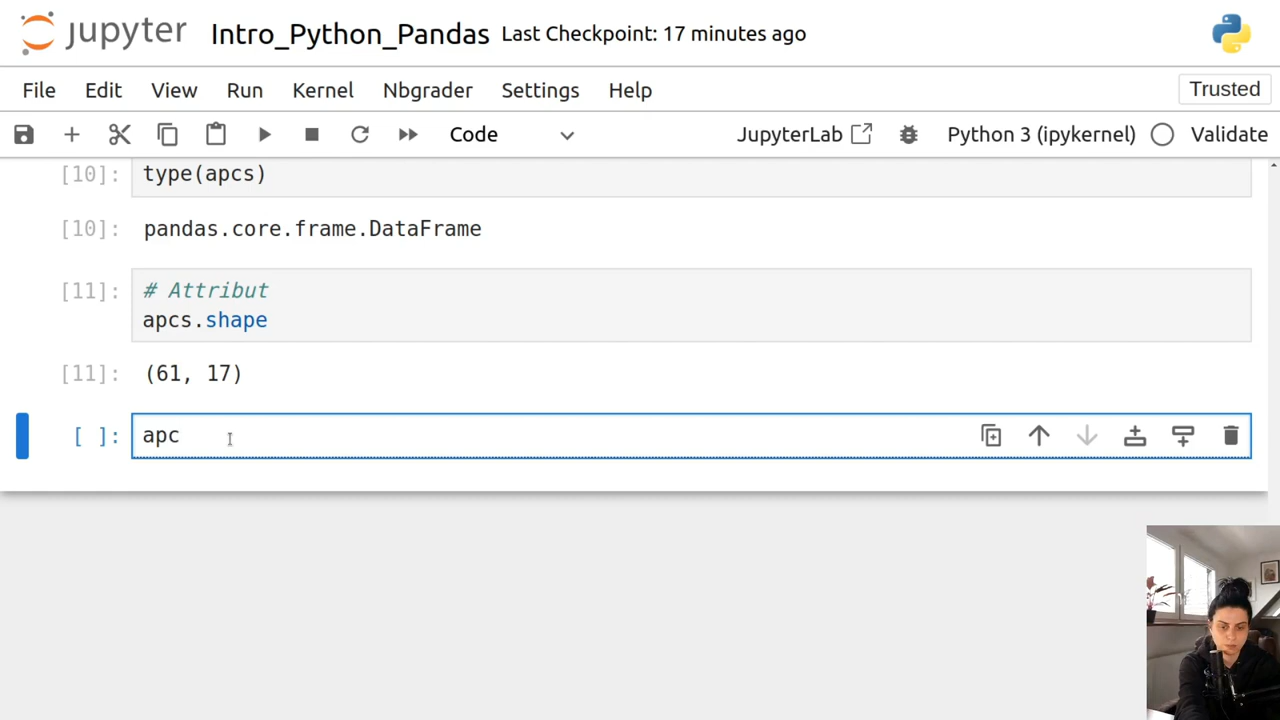 jupyter Intro_Python_Pandas Last Checkpoint: 17 minutes ago
File Edit View Run Kernel Nbgrader Settings Help Trusted
Code JupyterLab Python 3 (ipykernel) Validate
[10]: type(apcs)
[10]: pandas.core.frame.DataFrame
[11]: # Attribut
apcs.shape
[11]: (61, 17)
[ ]: apc